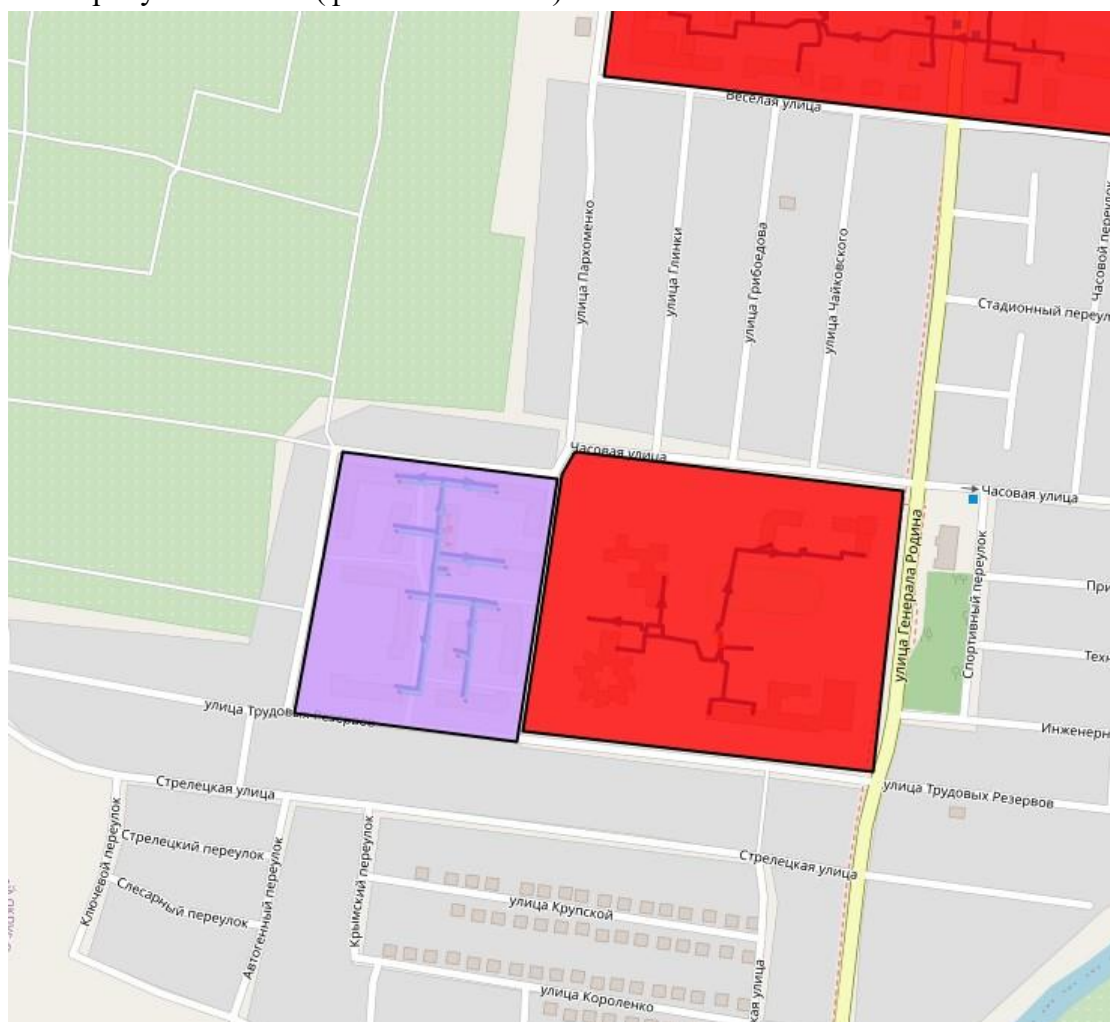 Веселая улица
улица Пархоменко
улица Глинки
улица Грибоедова
улица Чайковского
Часовой переулок
Стадионный переул
Часовая улица
Часовая улица
улица Генерала Родина
Спортивный переулок
При
Техн
Инженерн
улица Трудовых Резервов
улица Трудовых Резервов
Стрелецкая улица
Стрелецкая улица
Ключевой переулок
Стрелецкий переулок
Слесарный переулок
Автогенный переулок
Крымский переулок
улица Крупской
улица Короленко
кая улица